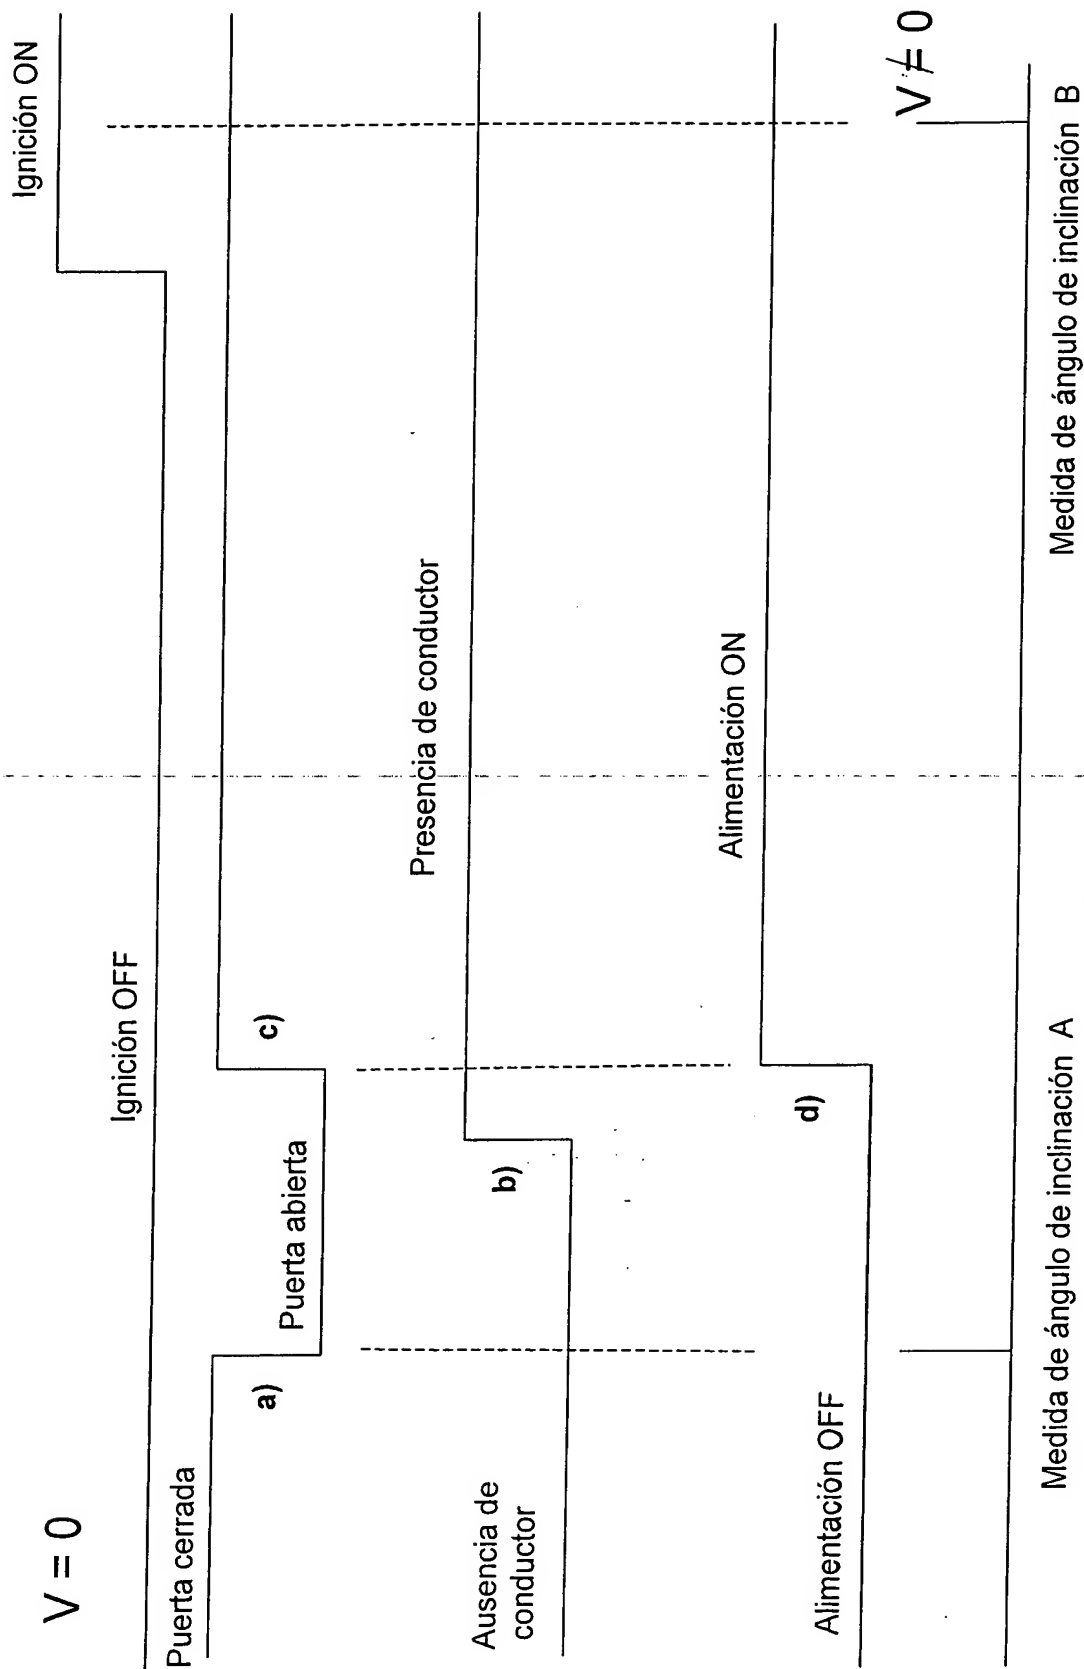 V = 0
Ignición OFF
Ignición ON
Puerta cerrada
a)
Puerta abierta
c)
Ausencia de
conductor
b)
Presencia de conductor
Alimentación OFF
d)
Alimentación ON
V ≠ 0
Medida de ángulo de inclinación A
Medida de ángulo de inclinación B